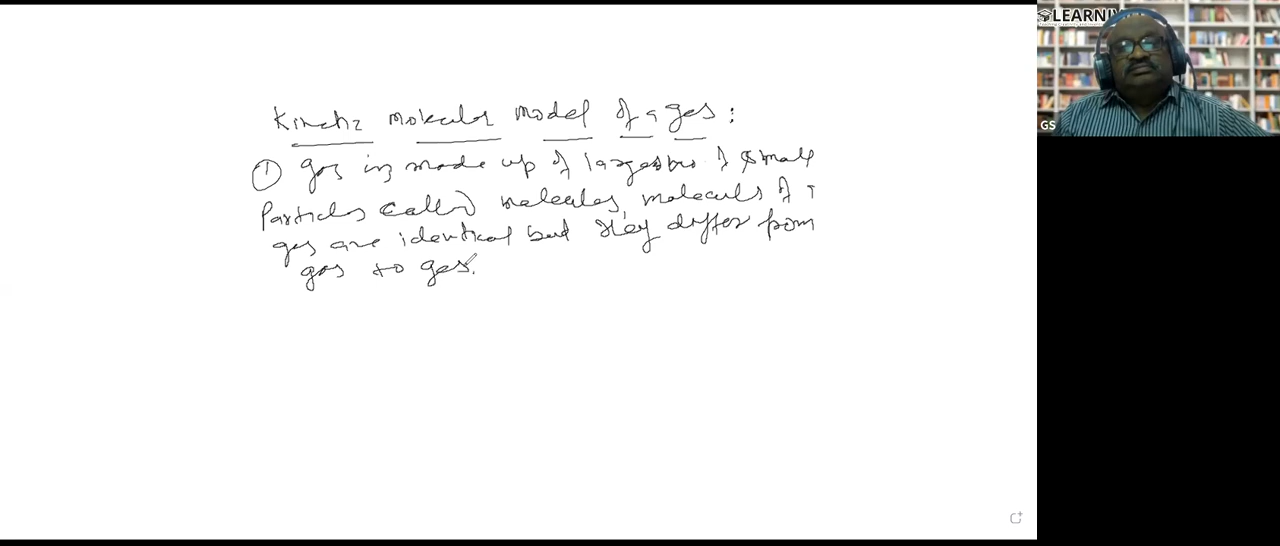 Kinetic molecular model of a gas:
① gas is made up of large no of small
Particles called molecules, molecules of a
gas are identical but they differ from
gas to gas.
LEARNI
GS